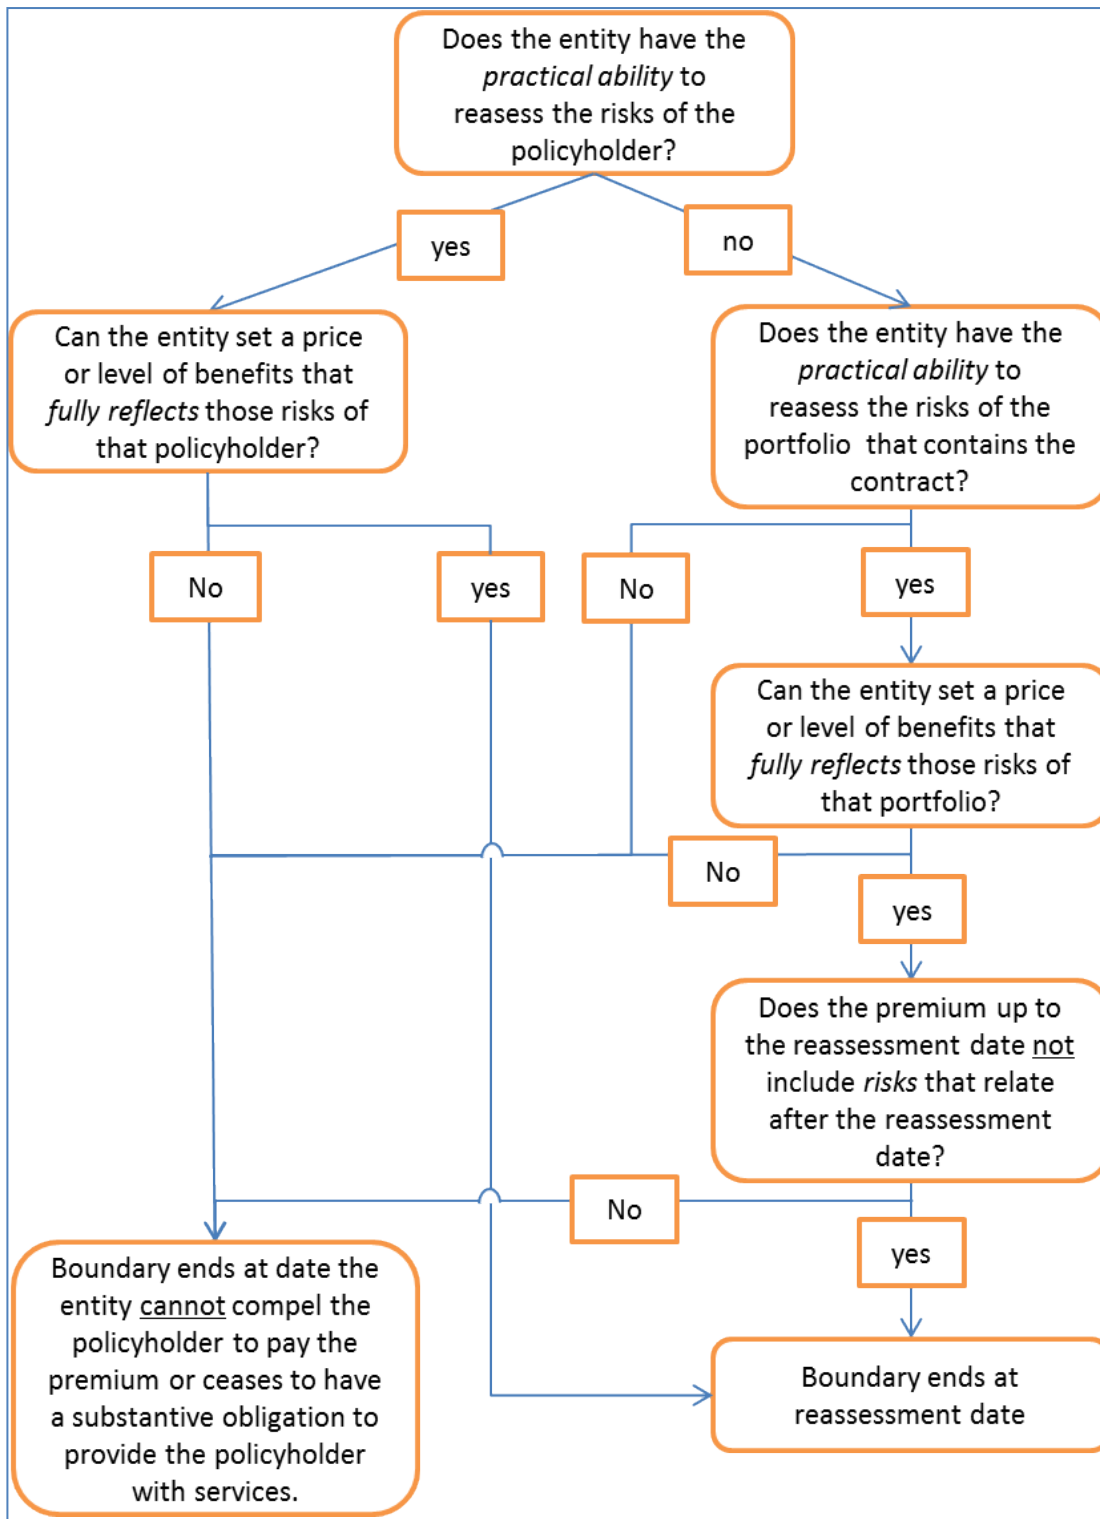 Does the entity have the
practical ability to
reasess the risks of the
policyholder?
yes
no
Can the entity set a price
or level of benefits that
fully reflects those risks of
that policyholder?
Does the entity have the
practical ability to
reasess the risks of the
portfolio that contains the
contract?
No
yes
No
yes
Can the entity set a price
or level of benefits that
fully reflects those risks of
that portfolio?
No
yes
Does the premium up to
the reassessment date not
include risks that relate
after the reassessment
date?
No
yes
Boundary ends at date the
entity cannot compel the
policyholder to pay the
premium or ceases to have
a substantive obligation to
provide the policyholder
with services.
Boundary ends at
reassessment date